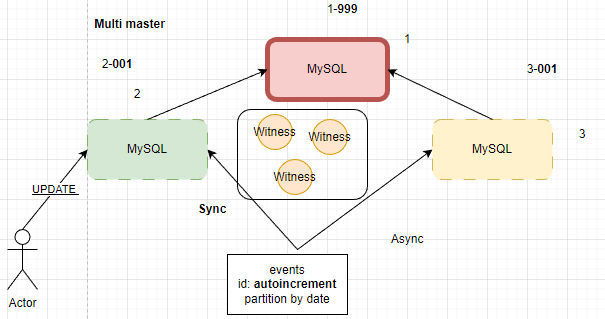 1-999
Multi master
1
MySQL
2-001
3-001
2
Witness
Witness
MySQL
MySQL
3
Witness
UPDATE
Sync
Async
events
id: autoincrement
partition by date
Actor